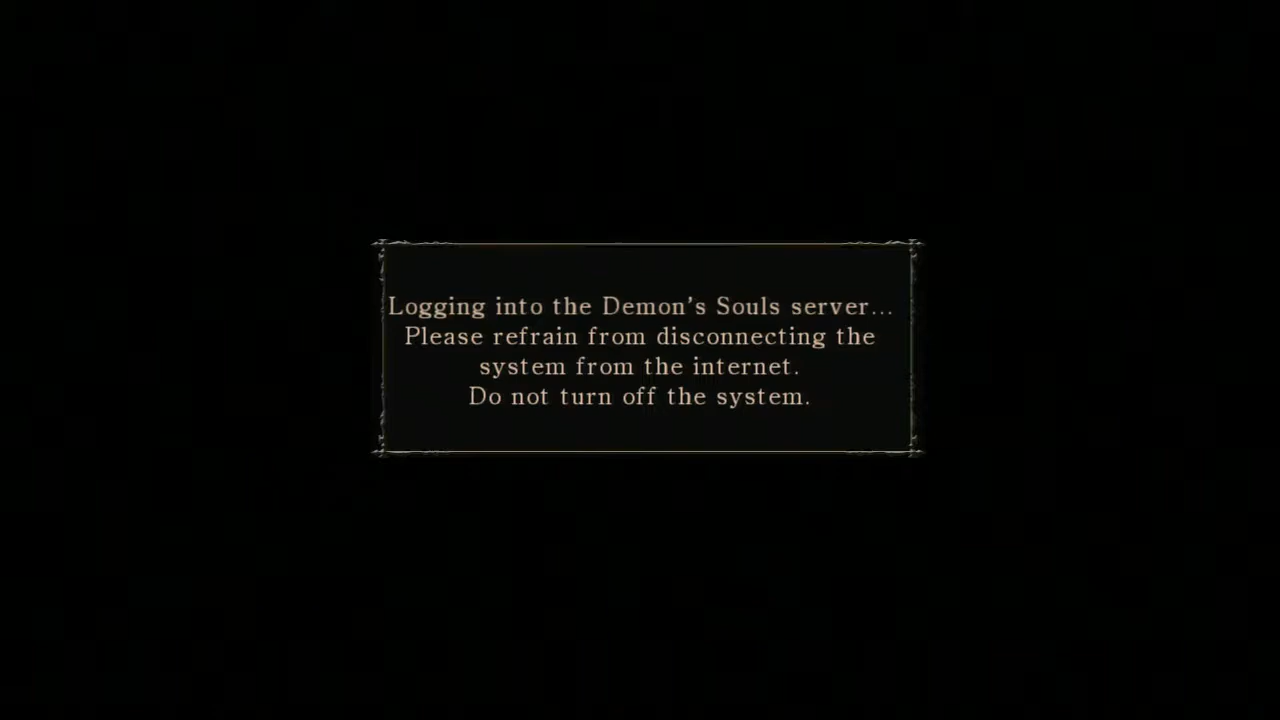 Logging into the Demon's Souls server...
Please refrain from disconnecting the
system from the internet.
Do not turn off the system.